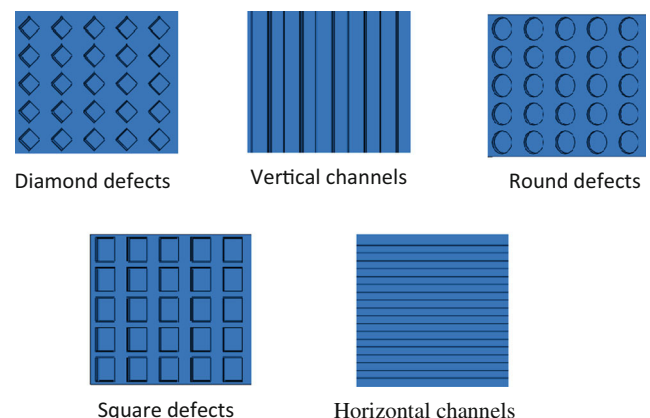 Diamond defects
Vertical channels
Round defects
Square defects
Horizontal channels